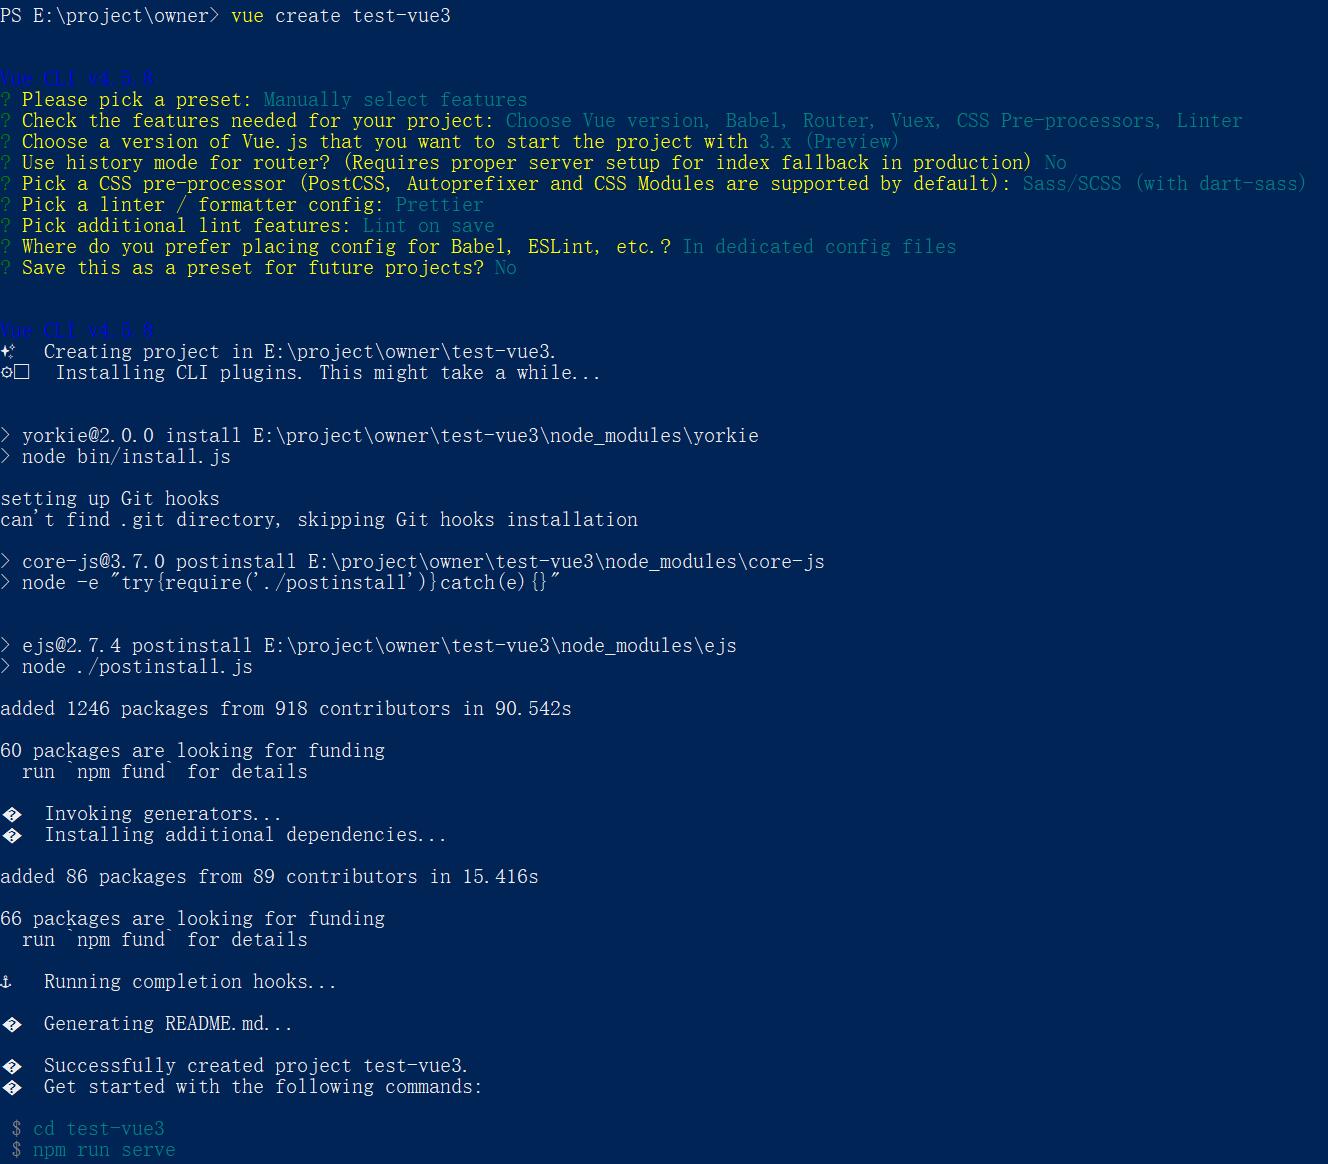 PS E:\project\owner> vue create test-vue3
Vue CLI v4.5.8
? Please pick a preset: Manually select features
? Check the features needed for your project: Choose Vue version, Babel, Router, Vuex, CSS Pre-processors, Linter
? Choose a version of Vue.js that you want to start the project with 3.x (Preview)
? Use history mode for router? (Requires proper server setup for index fallback in production) No
? Pick a CSS pre-processor (PostCSS, Autoprefixer and CSS Modules are supported by default): Sass/SCSS (with dart-sass)
? Pick a linter / formatter config: Prettier
? Pick additional lint features: Lint on save
? Where do you prefer placing config for Babel, ESLint, etc.? In dedicated config files
? Save this as a preset for future projects? No
Vue CLI v4.5.8
✨  Creating project in E:\project\owner\test-vue3.
⚙□  Installing CLI plugins. This might take a while...
> yorkie@2.0.0 install E:\project\owner\test-vue3\node_modules\yorkie
> node bin/install.js
setting up Git hooks
can't find .git directory, skipping Git hooks installation
> core-js@3.7.0 postinstall E:\project\owner\test-vue3\node_modules\core-js
> node -e "try{require('./postinstall')}catch(e){}"
> ejs@2.7.4 postinstall E:\project\owner\test-vue3\node_modules\ejs
> node ./postinstall.js
added 1246 packages from 918 contributors in 90.542s
60 packages are looking for funding
  run `npm fund` for details
�  Invoking generators...
�  Installing additional dependencies...
added 86 packages from 89 contributors in 15.416s
66 packages are looking for funding
  run `npm fund` for details
⚓  Running completion hooks...
�  Generating README.md...
�  Successfully created project test-vue3.
�  Get started with the following commands:
 $ cd test-vue3
 $ npm run serve